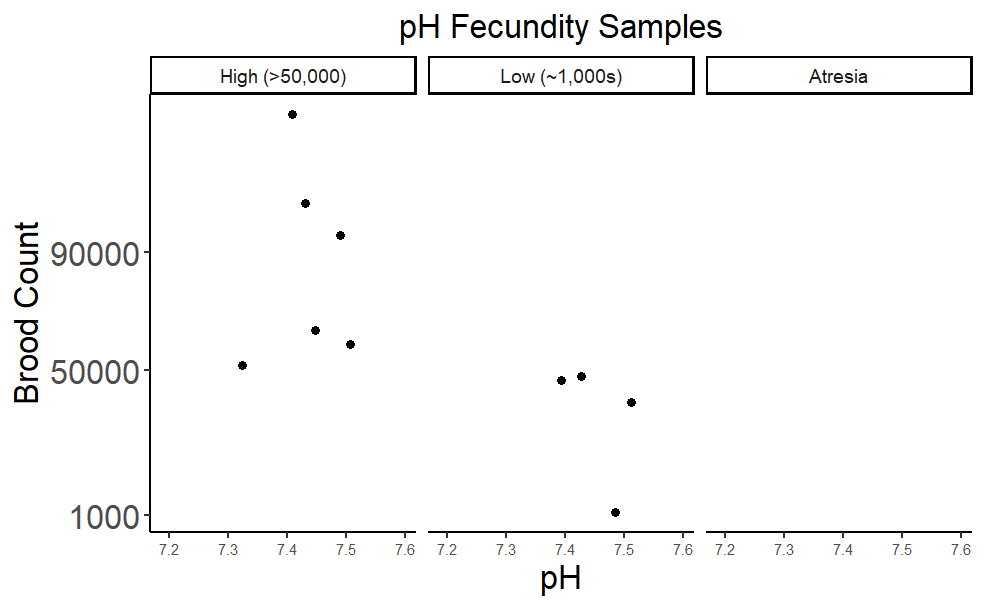 pH Fecundity Samples
High (>50,000) Low (~1,000s) Atresia
Brood Count
90000
50000
1000
7.2 7.3 7.4 7.5 7.6 7.2 7.3 7.4 7.5 7.6 7.2 7.3 7.4 7.5 7.6
pH